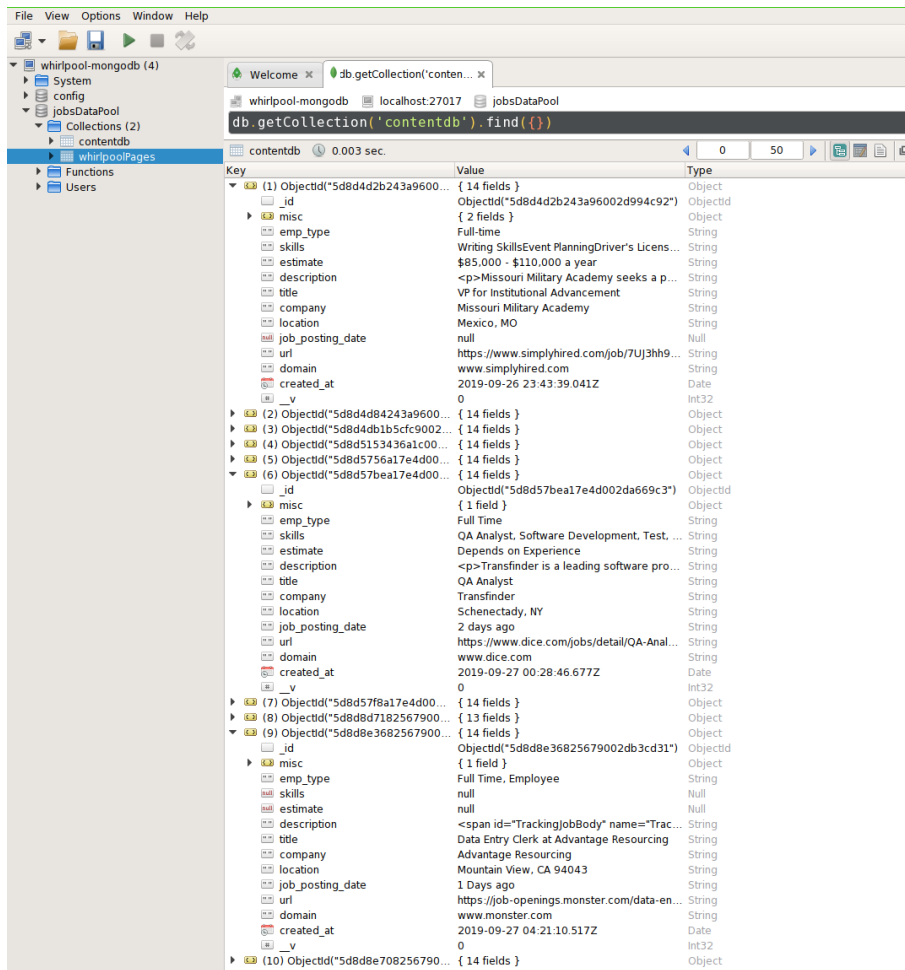 File View Options Window Help
whirlpool-mongodb (4)
System
config
jobsDataPool
Collections (2)
contentdb
whirlpoolPages
Functions
Users
Welcome
db.getCollection('conten...
whirlpool-mongodb localhost:27017 jobsDataPool
db.getCollection('contentdb').find({})
contentdb 0.003 sec. 0 50
Key Value Type
(1) ObjectId("5d8d4d2b243a9600... { 14 fields } Object
_id ObjectId("5d8d4d2b243a96002d994c92") ObjectId
misc { 2 fields } Object
emp_type Full-time String
skills Writing SkillsEvent PlanningDriver's Licens... String
estimate $85,000 - $110,000 a year String
description <p>Missouri Military Academy seeks a p... String
title VP for Institutional Advancement String
company Missouri Military Academy String
location Mexico, MO String
job_posting_date null Null
url https://www.simplyhired.com/job/7UJ3hh9... String
domain www.simplyhired.com String
created_at 2019-09-26 23:43:39.041Z Date
__v 0 Int32
(2) ObjectId("5d8d4d84243a9600... { 14 fields } Object
(3) ObjectId("5d8d4db1b5cfc9002... { 14 fields } Object
(4) ObjectId("5d8d5153436a1c00... { 14 fields } Object
(5) ObjectId("5d8d5756a17e4d00... { 14 fields } Object
(6) ObjectId("5d8d57bea17e4d00... { 14 fields } Object
_id ObjectId("5d8d57bea17e4d002da669c3") ObjectId
misc { 1 field } Object
emp_type Full Time String
skills QA Analyst, Software Development, Test, ... String
estimate Depends on Experience String
description <p>Transfinder is a leading software pro... String
title QA Analyst String
company Transfinder String
location Schenectady, NY String
job_posting_date 2 days ago String
url https://www.dice.com/jobs/detail/QA-Anal... String
domain www.dice.com String
created_at 2019-09-27 00:28:46.677Z Date
__v 0 Int32
(7) ObjectId("5d8d57f8a17e4d00... { 14 fields } Object
(8) ObjectId("5d8d8d7182567900... { 13 fields } Object
(9) ObjectId("5d8d8e3682567900... { 14 fields } Object
_id ObjectId("5d8d8e36825679002db3cd31") ObjectId
misc { 1 field } Object
emp_type Full Time, Employee String
skills null Null
estimate null Null
description <span id="TrackingJobBody" name="Trac... String
title Data Entry Clerk at Advantage Resourcing String
company Advantage Resourcing String
location Mountain View, CA 94043 String
job_posting_date 1 Days ago String
url https://job-openings.monster.com/data-en... String
domain www.monster.com String
created_at 2019-09-27 04:21:10.517Z Date
__v 0 Int32
(10) ObjectId("5d8d8e708256790... { 14 fields } Object